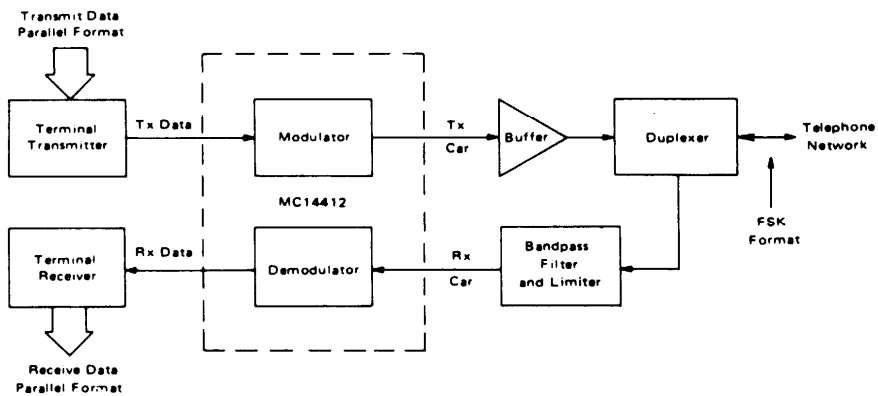 Transmit Data
Parallel Format
Terminal
Transmitter
Tx Data
Modulator
Tx
Car
Buffer
Duplexer
Telephone
Network
FSK
Format
MC14412
Terminal
Receiver
Rx Data
Demodulator
Rx
Car
Bandpass
Filter
and Limiter
Receive Data
Parallel Format